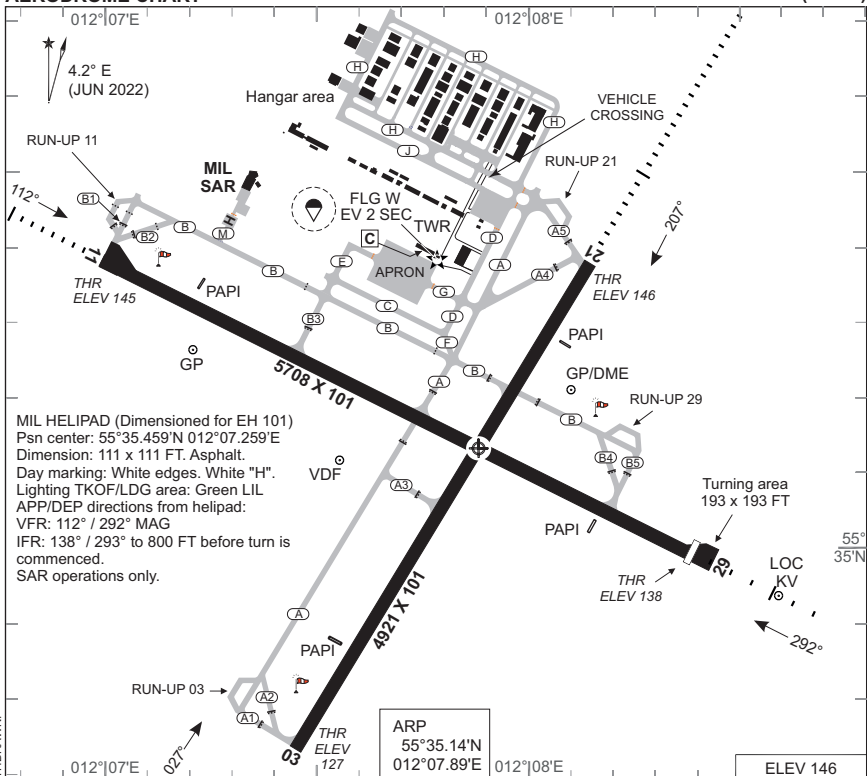 AERODROME CHART
012°07'E
012°08'E
4.2° E
(JUN 2022)
Hangar area
VEHICLE
CROSSING
RUN-UP 11
RUN-UP 21
MIL
SAR
H
H
H
H
H
J
112°
B1
B2
B
M
H
FLG W
EV 2 SEC
TWR
C
D
A5
207°
11
THR
ELEV 145
PAPI
B
E
APRON
G
A
A4
21
THR
ELEV 146
C
B
D
B3
F
PAPI
GP
5708 X 101
A
B
GP/DME
RUN-UP 29
B
MIL HELIPAD (Dimensioned for EH 101)
Psn center: 55°35.459'N 012°07.259'E
Dimension: 111 x 111 FT. Asphalt.
Day marking: White edges. White "H".
Lighting TKOF/LDG area: Green LIL
APP/DEP directions from helipad:
VFR: 112° / 292° MAG
IFR: 138° / 293° to 800 FT before turn is
commenced.
SAR operations only.
VDF
A3
B4
B5
Turning area
193 x 193 FT
PAPI
29
55°
35'N
THR
ELEV 138
LOC
KV
292°
A
4921 X 101
PAPI
RUN-UP 03
A2
A1
027°
03
THR
ELEV
127
ARP
55°35.14'N
012°07.89'E
012°07'E
012°08'E
ELEV 146